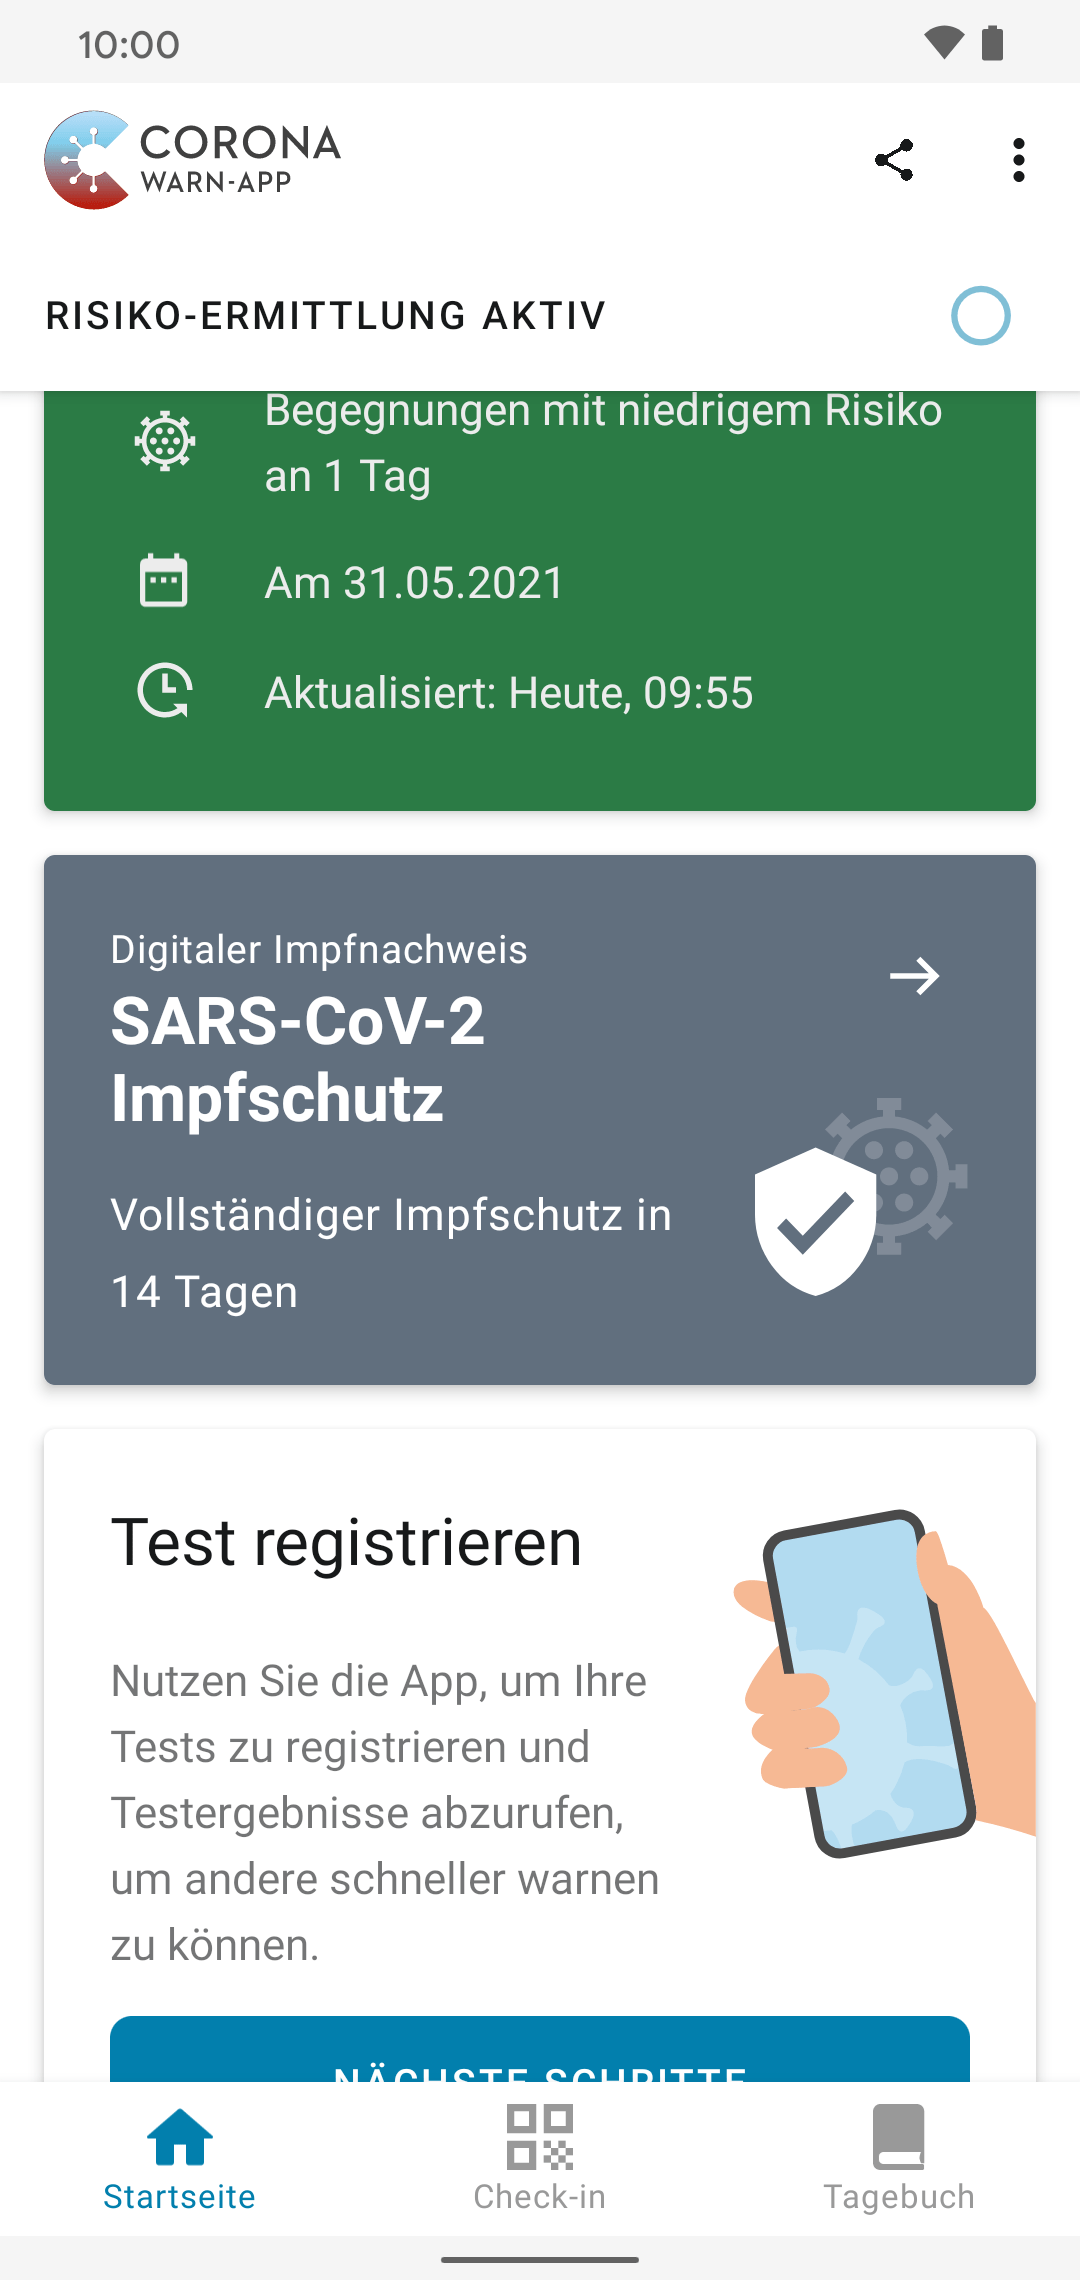 10:00
CORONA
WARN-APP
RISIKO-ERMITTLUNG AKTIV
Begegnungen mit niedrigem Risiko
an 1 Tag
Am 31.05.2021
Aktualisiert: Heute, 09:55
Digitaler Impfnachweis
SARS-CoV-2
Impfschutz
Vollständiger Impfschutz in
14 Tagen
Test registrieren
Nutzen Sie die App, um Ihre
Tests zu registrieren und
Testergebnisse abzurufen,
um andere schneller warnen
zu können.
NÄCHSTE SCHRITTE
Startseite
Check-in
Tagebuch